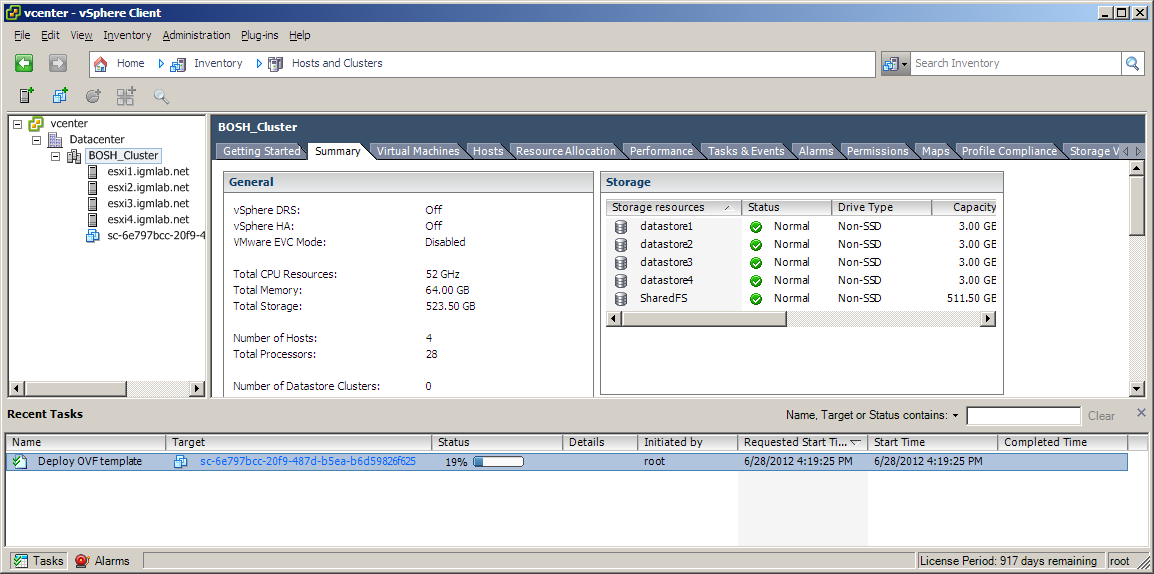 vcenter - vSphere Client
File Edit View Inventory Administration Plug-ins Help
Home Inventory Hosts and Clusters Search Inventory
vcenter
Datacenter
BOSH_Cluster
esxi1.igmlab.net
esxi2.igmlab.net
esxi3.igmlab.net
esxi4.igmlab.net
sc-6e797bcc-20f9-4
BOSH_Cluster
Getting Started Summary Virtual Machines Hosts Resource Allocation Performance Tasks & Events Alarms Permissions Maps Profile Compliance Storage V
General
vSphere DRS: Off
vSphere HA: Off
VMware EVC Mode: Disabled
Total CPU Resources: 52 GHz
Total Memory: 64.00 GB
Total Storage: 523.50 GB
Number of Hosts: 4
Total Processors: 28
Number of Datastore Clusters: 0
Storage
Storage resources Status Drive Type Capacity
datastore1 Normal Non-SSD 3.00 GE
datastore2 Normal Non-SSD 3.00 GE
datastore3 Normal Non-SSD 3.00 GE
datastore4 Normal Non-SSD 3.00 GE
SharedFS Normal Non-SSD 511.50 GE
Recent Tasks Name, Target or Status contains: Clear
Name Target Status Details Initiated by Requested Start Ti... Start Time Completed Time
Deploy OVF template sc-6e797bcc-20f9-487d-b5ea-b6d59826f625 19% root 6/28/2012 4:19:25 PM 6/28/2012 4:19:25 PM
Tasks Alarms License Period: 917 days remaining root